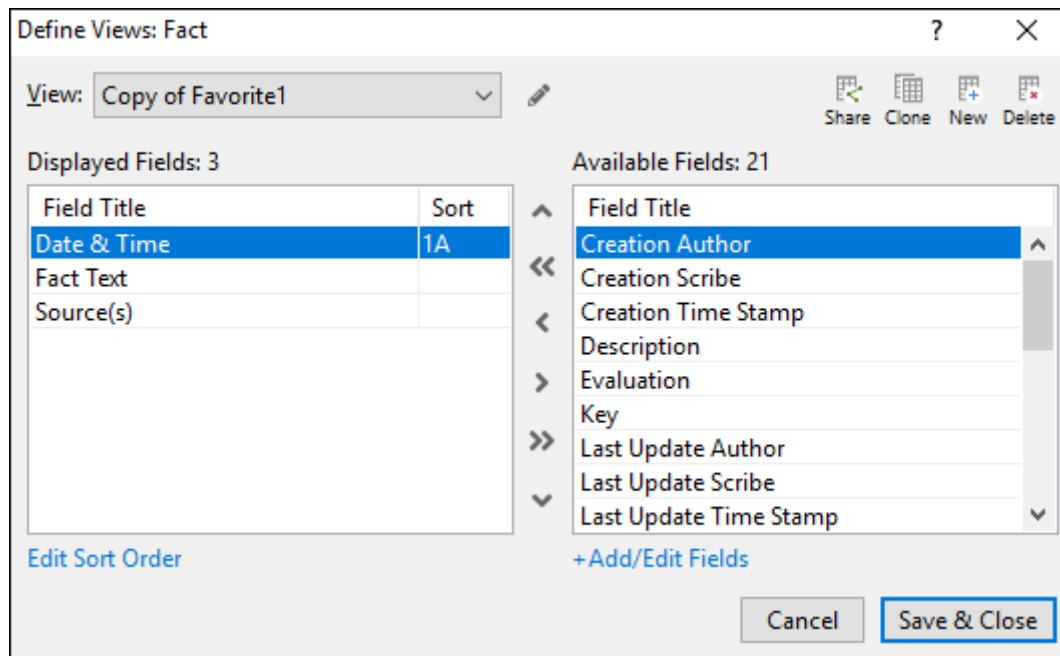 Define Views: Fact ?
View: Copy of Favorite1
Share Clone New Delete
Displayed Fields: 3
Field Title Sort
Date & Time 1A
Fact Text
Source(s)
Edit Sort Order
Available Fields: 21
Field Title
Creation Author
Creation Scribe
Creation Time Stamp
Description
Evaluation
Key
Last Update Author
Last Update Scribe
Last Update Time Stamp
+Add/Edit Fields
Cancel Save & Close